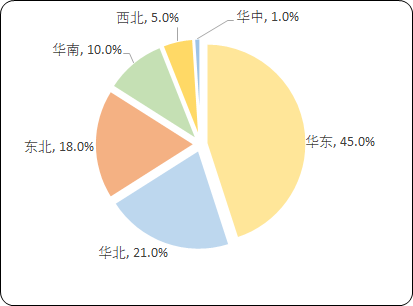 西北, 5.0%
华中, 1.0%
华南, 10.0%
华东, 45.0%
东北, 18.0%
华北, 21.0%